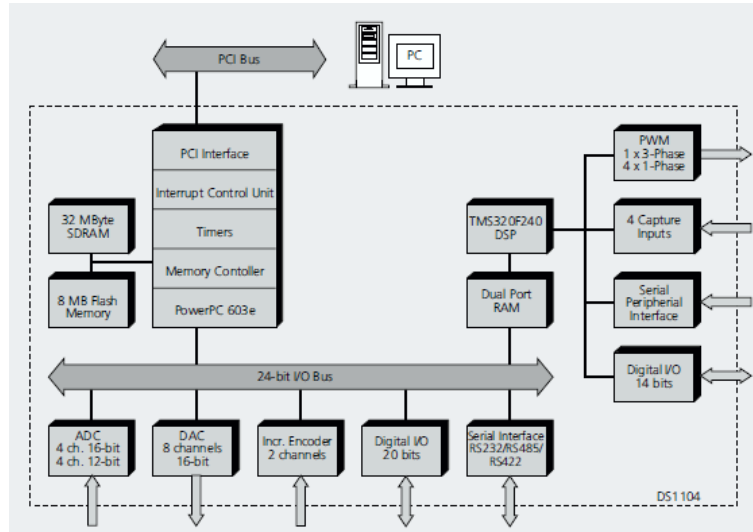 PCI Bus
PC
PCI Interface
Interrupt Control Unit
Timers
Memory Contoller
PowerPC 603e
32 MByte
SDRAM
8 MB Flash
Memory
TMS320F240
DSP
Dual Port
RAM
PWM
1 x 3-Phase
4 x 1-Phase
4 Capture
Inputs
Serial
Peripherial
Interface
Digital I/O
14 bits
24-bit I/O Bus
ADC
4 ch. 16-bit
4 ch. 12-bit
DAC
8 channels
16-bit
Incr. Encoder
2 channels
Digital I/O
20 bits
Serial Interface
RS232/RS485/
RS422
DS1104